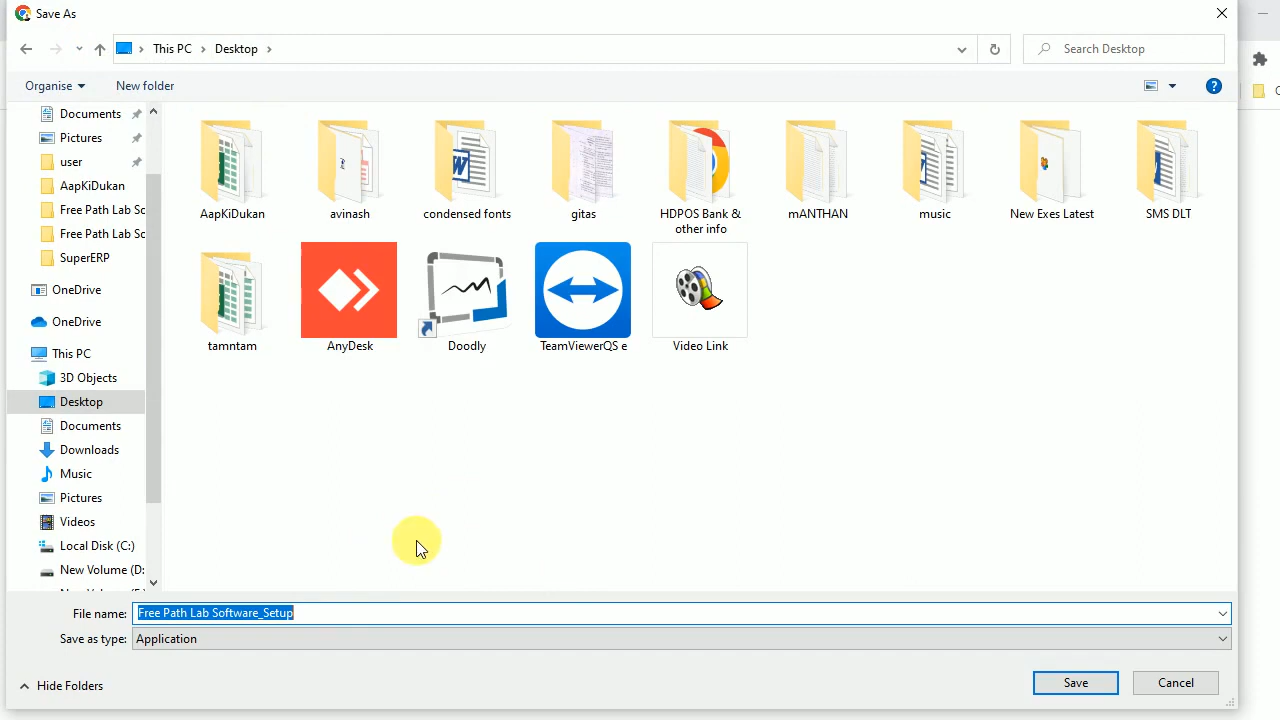 Save As
This PC
Desktop
Search Desktop
Organise
New folder
Documents
Pictures
user
AapKiDukan
Free Path Lab Sc
Free Path Lab Sc
SuperERP
OneDrive
OneDrive
This PC
3D Objects
Desktop
Documents
Downloads
Music
Pictures
Videos
Local Disk (C:)
New Volume (D:
AapKiDukan
avinash
condensed fonts
gitas
HDPOS Bank &
other info
mANTHAN
music
New Exes Latest
SMS DLT
tamntam
AnyDesk
Doodly
TeamViewerQS e
Video Link
File name:
Free Path Lab Software_Setup
Save as type:
Application
Hide Folders
Save
Cancel